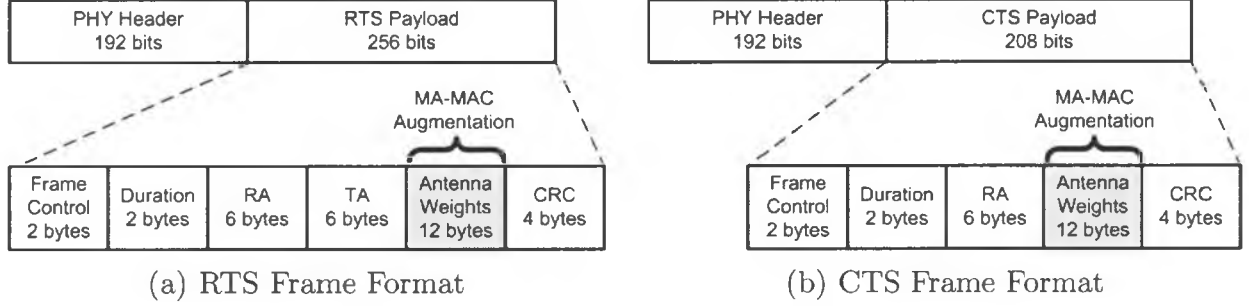 PHY Header
192 bits
RTS Payload
256 bits
MA-MAC
Augmentation
Frame
Control
2 bytes
Duration
2 bytes
RA
6 bytes
TA
6 bytes
Antenna
Weights
12 bytes
CRC
4 bytes
(a) RTS Frame Format
PHY Header
192 bits
CTS Payload
208 bits
MA-MAC
Augmentation
Frame
Control
2 bytes
Duration
2 bytes
RA
6 bytes
Antenna
Weights
12 bytes
CRC
4 bytes
(b) CTS Frame Format